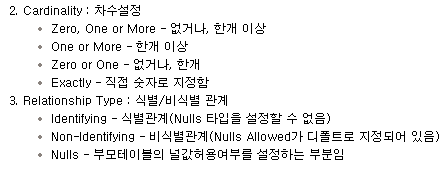 2. Cardinality : 차수설정
• Zero, One or More - 없거나, 한개 이상
• One or More - 한개 이상
• Zero or One - 없거나, 한개
• Exactly - 직접 숫자로 지정함
3. Relationship Type : 식별/비식별 관계
• Identifying - 식별관계(Nulls 타입을 설정할 수 없음)
• Non-Identifying - 비식별관계(Nulls Allowed가 디폴트로 지정되어 있음)
• Nulls - 부모테이블의 널값허용여부를 설정하는 부분임